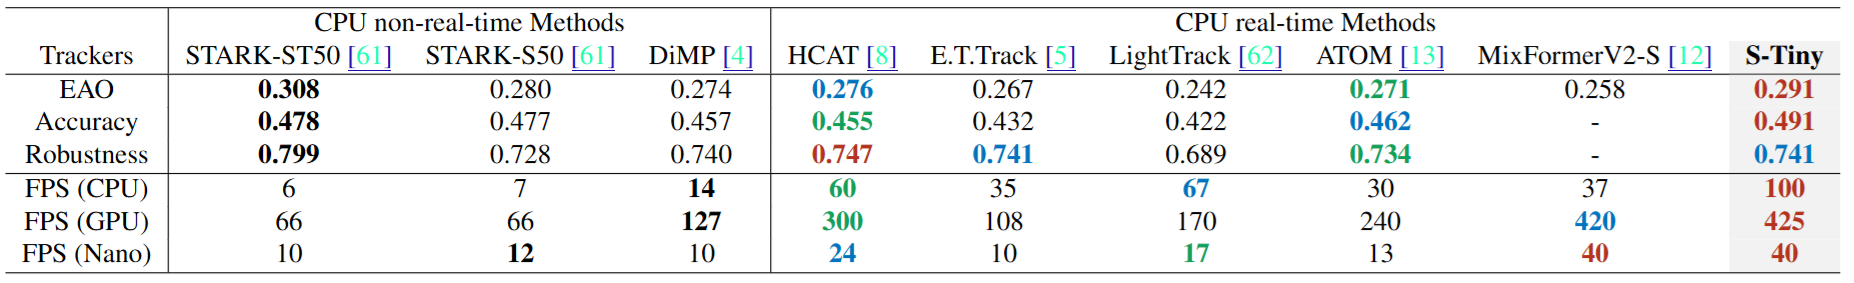 CPU non-real-time Methods CPU real-time Methods
Trackers STARK-ST50 [61] STARK-S50 [61] DiMP [4] HCAT [8] E.T.Track [5] LightTrack [62] ATOM [13] MixFormerV2-S [12] S-Tiny
EAO 0.308 0.280 0.274 0.276 0.267 0.242 0.271 0.258 0.291
Accuracy 0.478 0.477 0.457 0.455 0.432 0.422 0.462 - 0.491
Robustness 0.799 0.728 0.740 0.747 0.741 0.689 0.734 - 0.741
FPS (CPU) 6 7 14 60 35 67 30 37 100
FPS (GPU) 66 66 127 300 108 170 240 420 425
FPS (Nano) 10 12 10 24 10 17 13 40 40